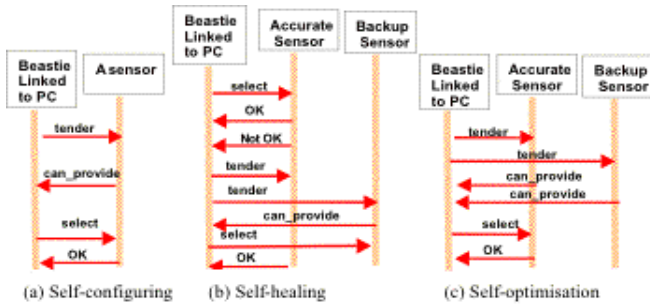 Beastie
Linked
to PC
A sensor
tender
can_provide
select
OK
(a) Self-configuring
Beastie
Linked
to PC
Accurate
Sensor
Backup
Sensor
select
OK
Not OK
tender
tender
can_provide
select
OK
(b) Self-healing
Beastie
Linked
to PC
Accurate
Sensor
Backup
Sensor
tender
tender
can_provide
can_provide
select
OK
(c) Self-optimisation